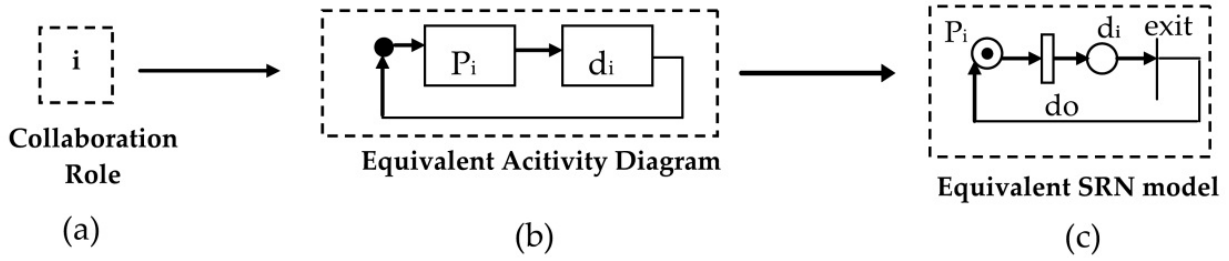 i
Collaboration
Role
(a)
Pᵢ
dᵢ
Equivalent Acitivity Diagram
(b)
Pᵢ
dᵢ
exit
do
Equivalent SRN model
(c)